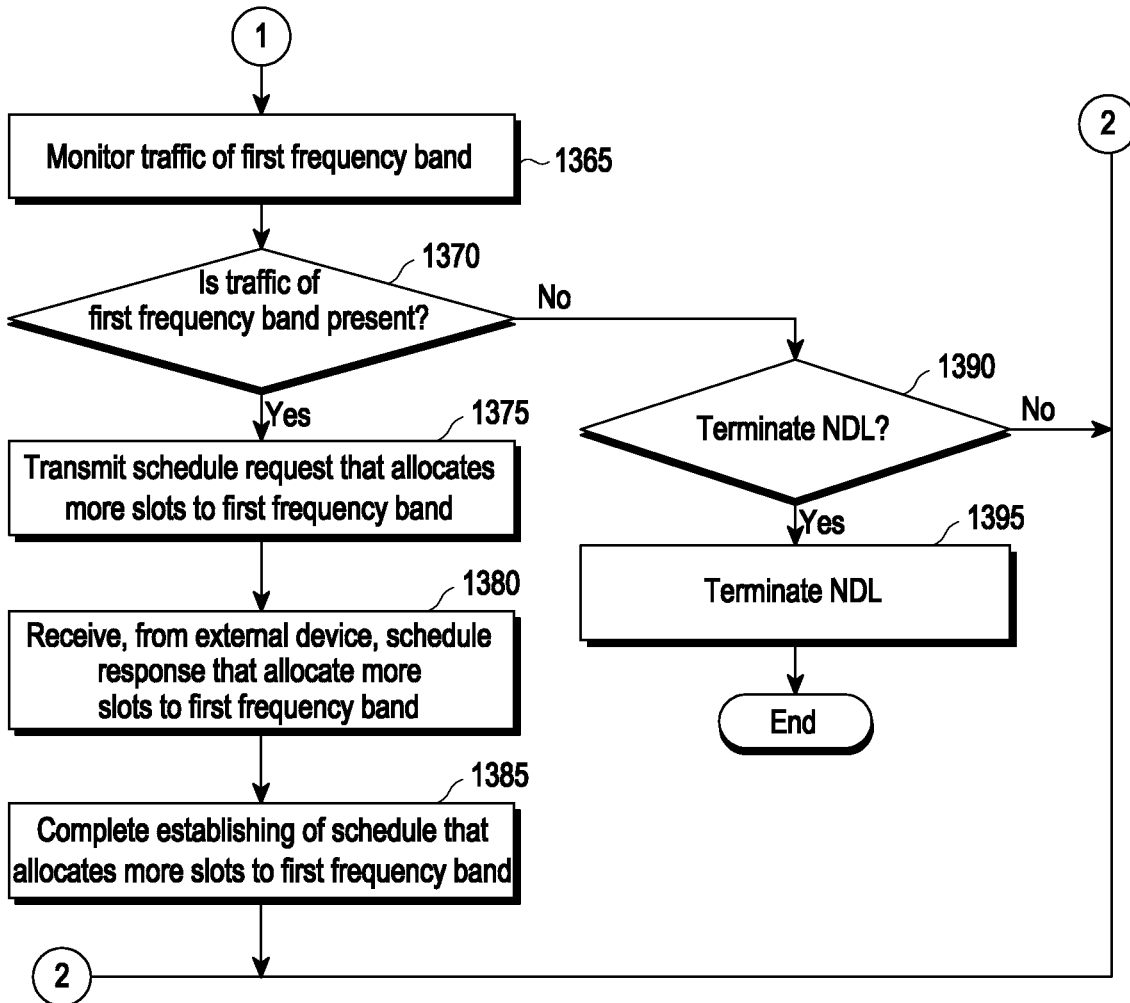 1
2
Monitor traffic of first frequency band
1365
1370
Is traffic of
first frequency band present?
No
Yes
1375
Transmit schedule request that allocates
more slots to first frequency band
1380
Receive, from external device, schedule
response that allocate more
slots to first frequency band
1385
Complete establishing of schedule that
allocates more slots to first frequency band
2
1390
Terminate NDL?
No
Yes
1395
Terminate NDL
End